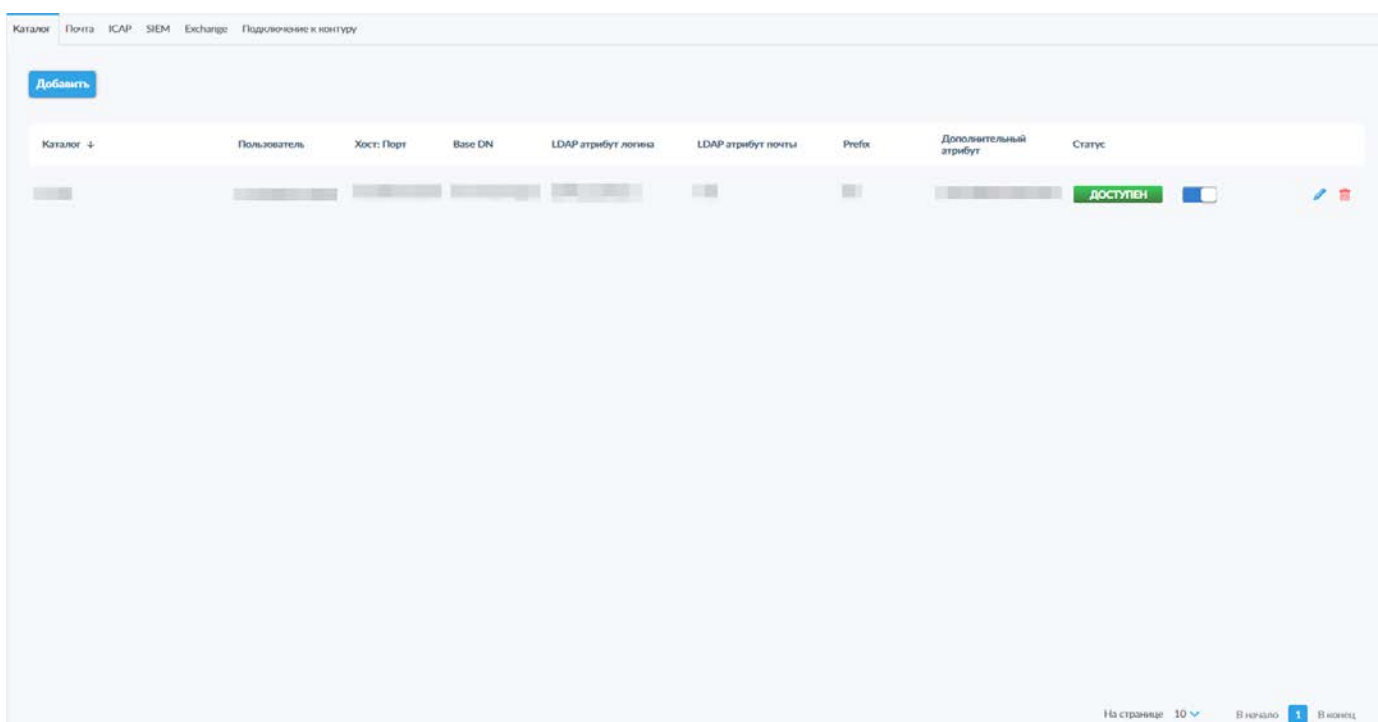 Каталог Почта ICAP SIEM Exchange Подключение к контуру
Добавить
Каталог ↓ Пользователь Хост: Порт Base DN LDAP атрибут логина LDAP атрибут почты Prefix Дополнительный атрибут Статус
ДОСТУПЕН
На странице 10 В начало 1 В конец